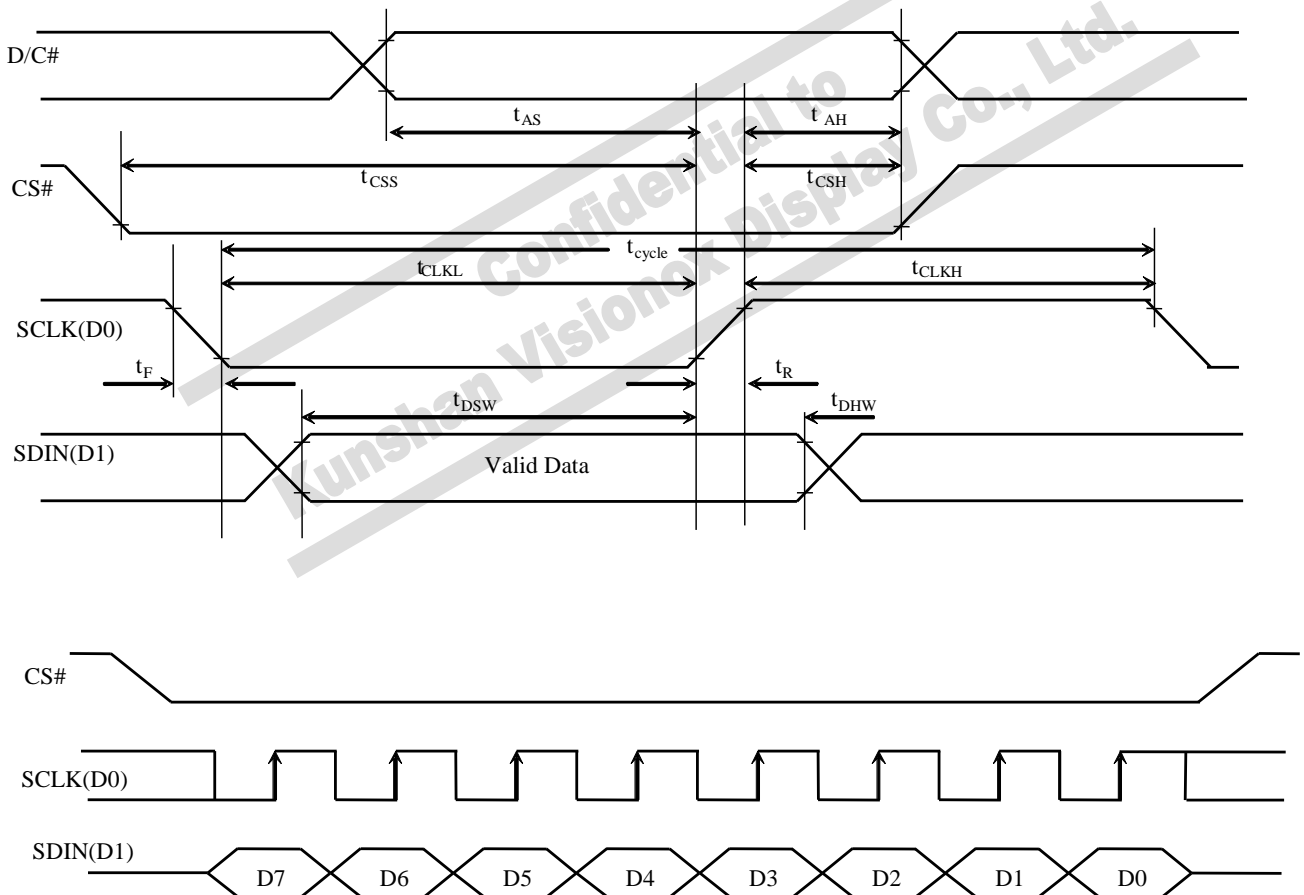 D/C#
tAS
t AH
tCSS
tCSH
CS#
tcycle
tCLKL
tCLKH
SCLK(D0)
tF
tR
tDSW
tDHW
SDIN(D1)
Valid Data
Confidential to
Kunshan Visionox Display Co., Ltd.
CS#
SCLK(D0)
SDIN(D1)
D7 D6 D5 D4 D3 D2 D1 D0